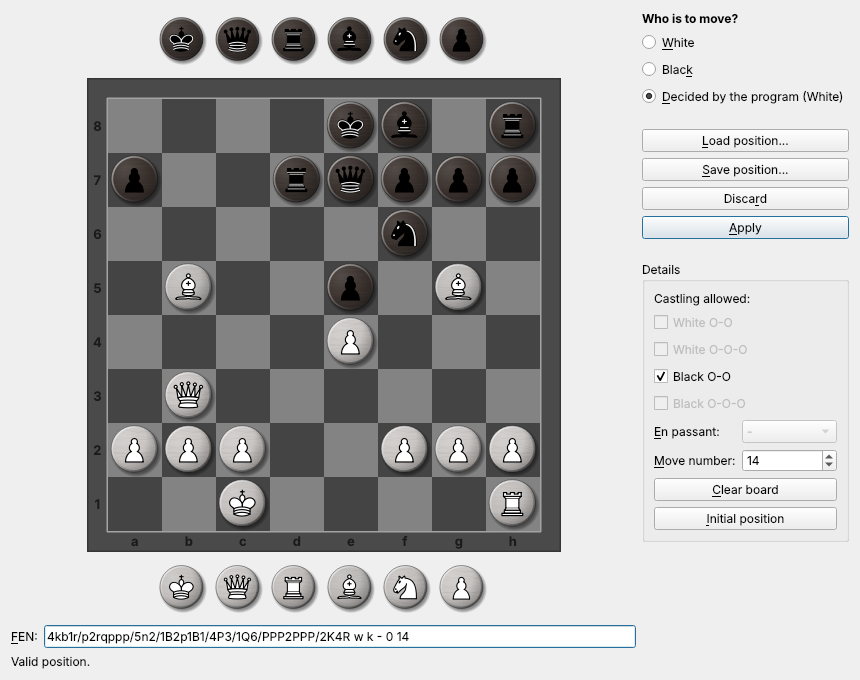 Who is to move?
White
Black
Decided by the program (White)
8
7
6
5
4
3
2
1
a b c d e f g h
Load position...
Save position...
Discard
Apply
Details
Castling allowed:
White O-O
White O-O-O
Black O-O
Black O-O-O
En passant: -
Move number: 14
Clear board
Initial position
FEN: 4kb1r/p2rqppp/5n2/1B2p1B1/4P3/1Q6/PPP2PPP/2K4R w k - 0 14
Valid position.